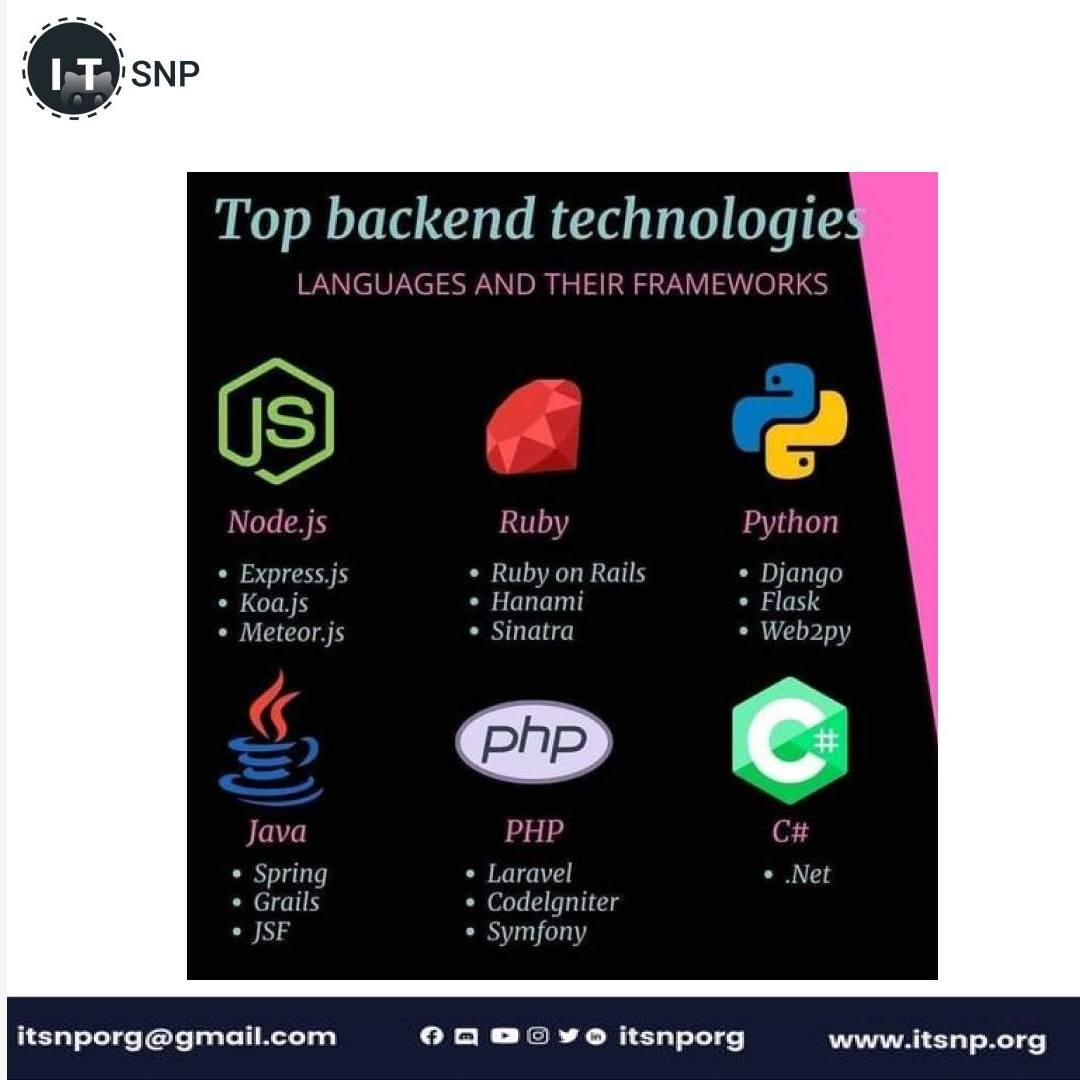 IT SNP
Top backend technologies
LANGUAGES AND THEIR FRAMEWORKS
JS
Node.js
• Express.js
• Koa.js
• Meteor.js
Ruby
• Ruby on Rails
• Hanami
• Sinatra
Python
• Django
• Flask
• Web2py
Java
• Spring
• Grails
• JSF
php
PHP
• Laravel
• Codelgniter
• Symfony
C#
C#
• .Net
itsnporg@gmail.com
in itsnporg
www.itsnp.org